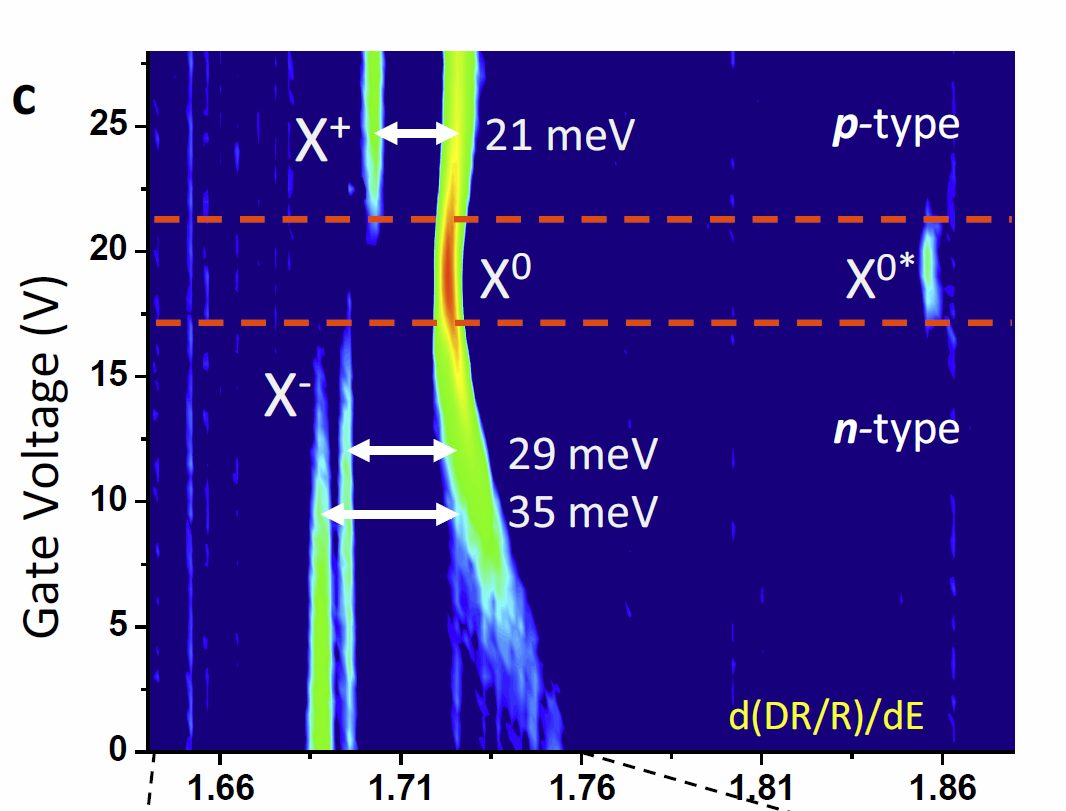 c
Gate Voltage (V)
25
20
15
10
5
0
X⁺
21 meV
p-type
X⁰
X⁰*
X⁻
n-type
29 meV
35 meV
d(DR/R)/dE
1.66 1.71 1.76 1.81 1.86